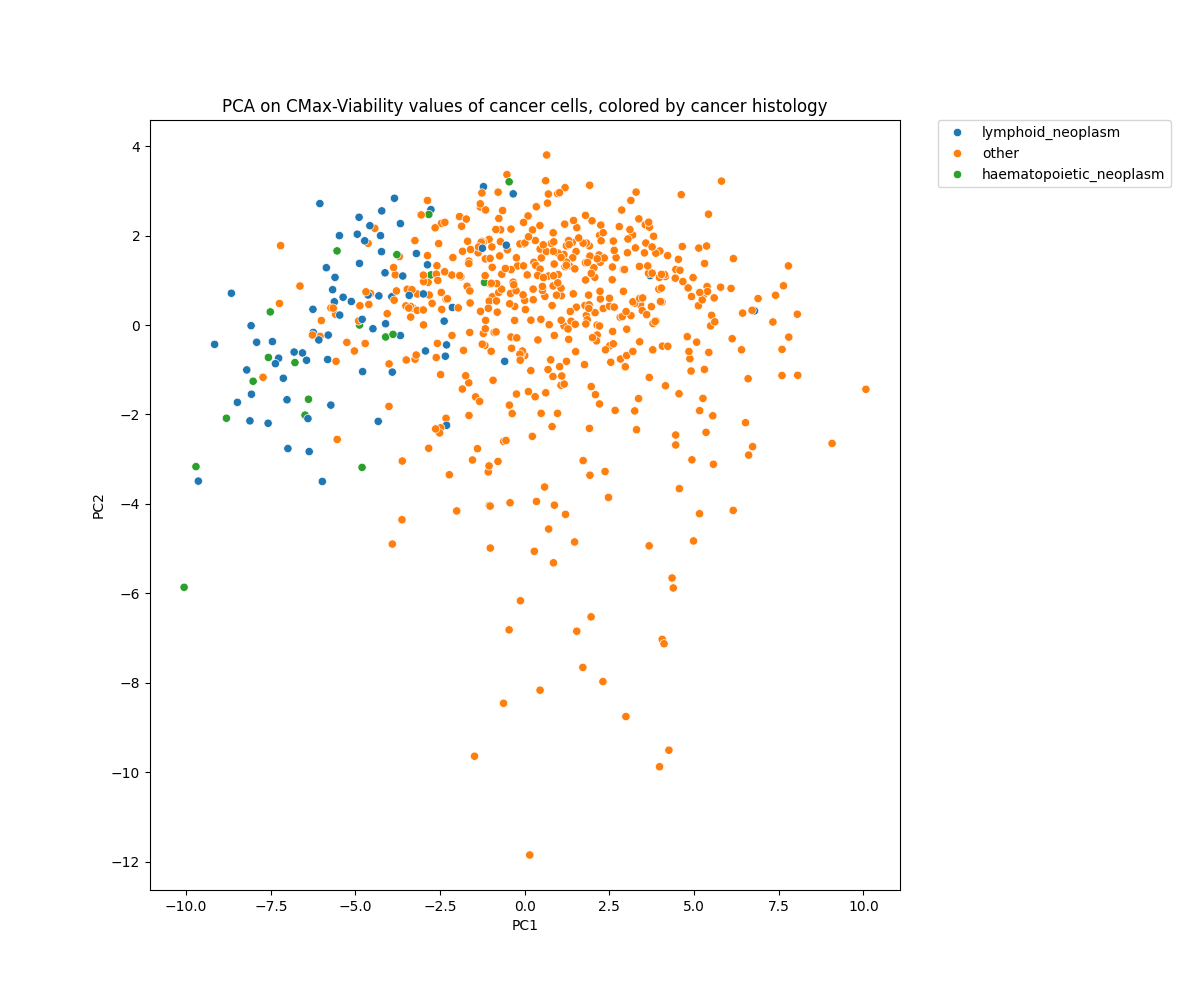 PCA on CMax-Viability values of cancer cells, colored by cancer histology
lymphoid_neoplasm
other
haematopoietic_neoplasm
4
2
0
−2
−4
−6
−8
−10
−12
PC2
−10.0 −7.5 −5.0 −2.5 0.0 2.5 5.0 7.5 10.0
PC1